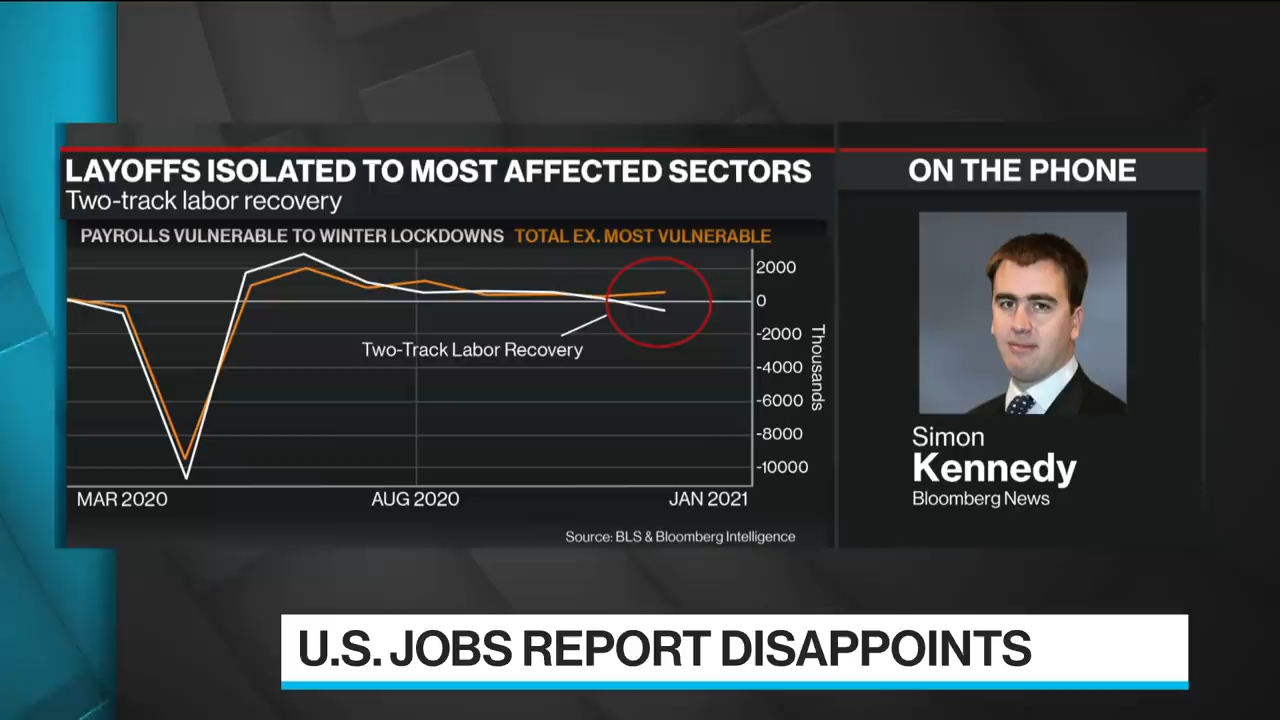 LAYOFFS ISOLATED TO MOST AFFECTED SECTORS
Two-track labor recovery
PAYROLLS VULNERABLE TO WINTER LOCKDOWNS TOTAL EX. MOST VULNERABLE
2000
0
-2000
-4000
-6000
-8000
-10000
Thousands
Two-Track Labor Recovery
MAR 2020 AUG 2020 JAN 2021
Source: BLS & Bloomberg Intelligence
ON THE PHONE
Simon
Kennedy
Bloomberg News
U.S. JOBS REPORT DISAPPOINTS